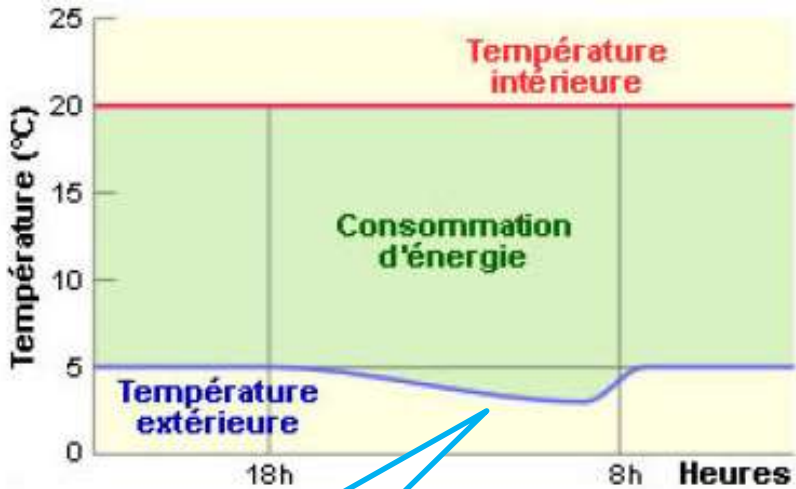 25
Température
intérieure
20
Température (°C)
15
Consommation
d'énergie
10
5
Température
extérieure
0
18h
8h
Heures